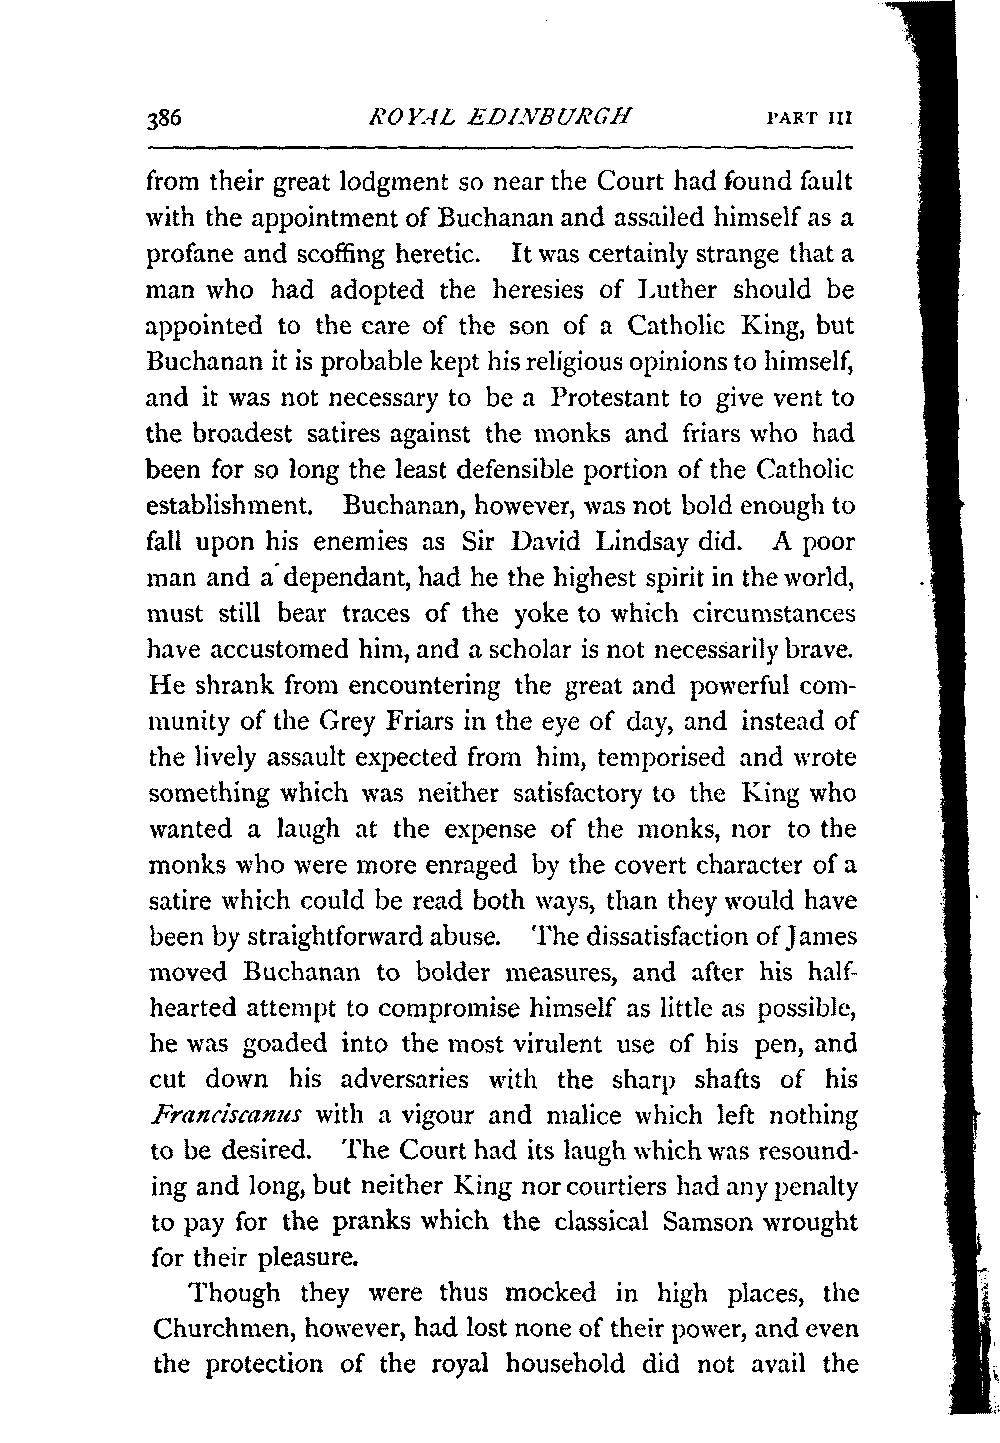 386 ROYAL EDINBURGH PART III
from their great lodgment so near the Court had found fault
with the appointment of Buchanan and assailed himself as a
profane and scoffing heretic. It was certainly strange that a
man who had adopted the heresies of Luther should be
appointed to the care of the son of a Catholic King, but
Buchanan it is probable kept his religious opinions to himself,
and it was not necessary to be a Protestant to give vent to
the broadest satires against the monks and friars who had
been for so long the least defensible portion of the Catholic
establishment. Buchanan, however, was not bold enough to
fall upon his enemies as Sir David Lindsay did. A poor
man and a dependant, had he the highest spirit in the world,
must still bear traces of the yoke to which circumstances
have accustomed him, and a scholar is not necessarily brave.
He shrank from encountering the great and powerful com-
munity of the Grey Friars in the eye of day, and instead of
the lively assault expected from him, temporised and wrote
something which was neither satisfactory to the King who
wanted a laugh at the expense of the monks, nor to the
monks who were more enraged by the covert character of a
satire which could be read both ways, than they would have
been by straightforward abuse. The dissatisfaction of James
moved Buchanan to bolder measures, and after his half-
hearted attempt to compromise himself as little as possible,
he was goaded into the most virulent use of his pen, and
cut down his adversaries with the sharp shafts of his
Franciscanus with a vigour and malice which left nothing
to be desired. The Court had its laugh which was resound-
ing and long, but neither King nor courtiers had any penalty
to pay for the pranks which the classical Samson wrought
for their pleasure.
Though they were thus mocked in high places, the
Churchmen, however, had lost none of their power, and even
the protection of the royal household did not avail the